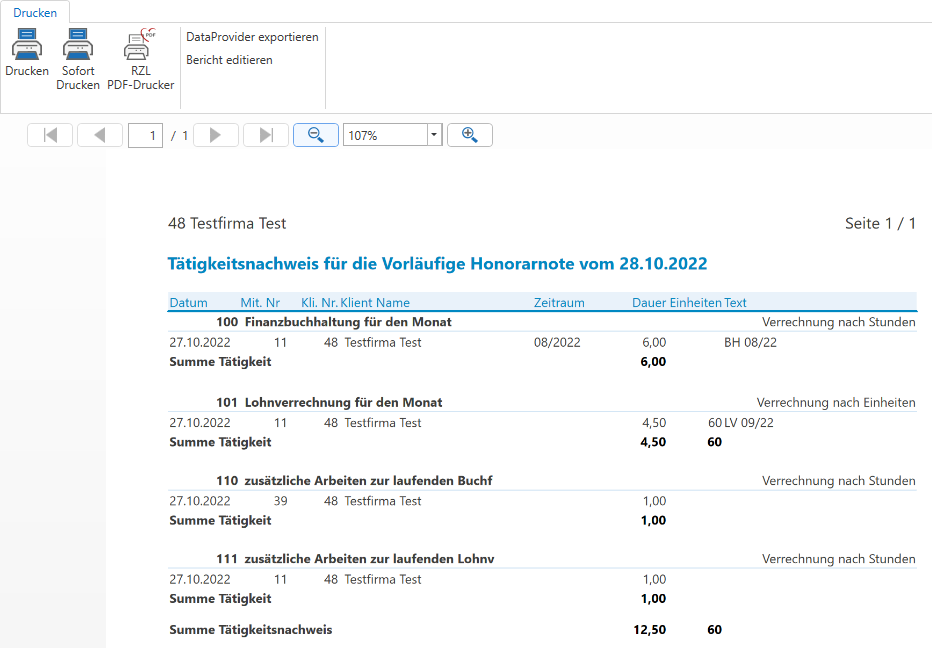 Drucken
Drucken
Sofort Drucken
RZL PDF-Drucker
PDF
DataProvider exportieren
Bericht editieren
1 / 1
107%
48 Testfirma Test Seite 1 / 1
Tätigkeitsnachweis für die Vorläufige Honorarnote vom 28.10.2022
Datum Mit. Nr Kli. Nr. Klient Name Zeitraum Dauer Einheiten Text
100 Finanzbuchhaltung für den Monat Verrechnung nach Stunden
27.10.2022 11 48 Testfirma Test 08/2022 6,00 BH 08/22
Summe Tätigkeit 6,00
101 Lohnverrechnung für den Monat Verrechnung nach Einheiten
27.10.2022 11 48 Testfirma Test 4,50 60 LV 09/22
Summe Tätigkeit 4,50 60
110 zusätzliche Arbeiten zur laufenden Buchf Verrechnung nach Stunden
27.10.2022 39 48 Testfirma Test 1,00
Summe Tätigkeit 1,00
111 zusätzliche Arbeiten zur laufenden Lohnv Verrechnung nach Stunden
27.10.2022 11 48 Testfirma Test 1,00
Summe Tätigkeit 1,00
Summe Tätigkeitsnachweis 12,50 60